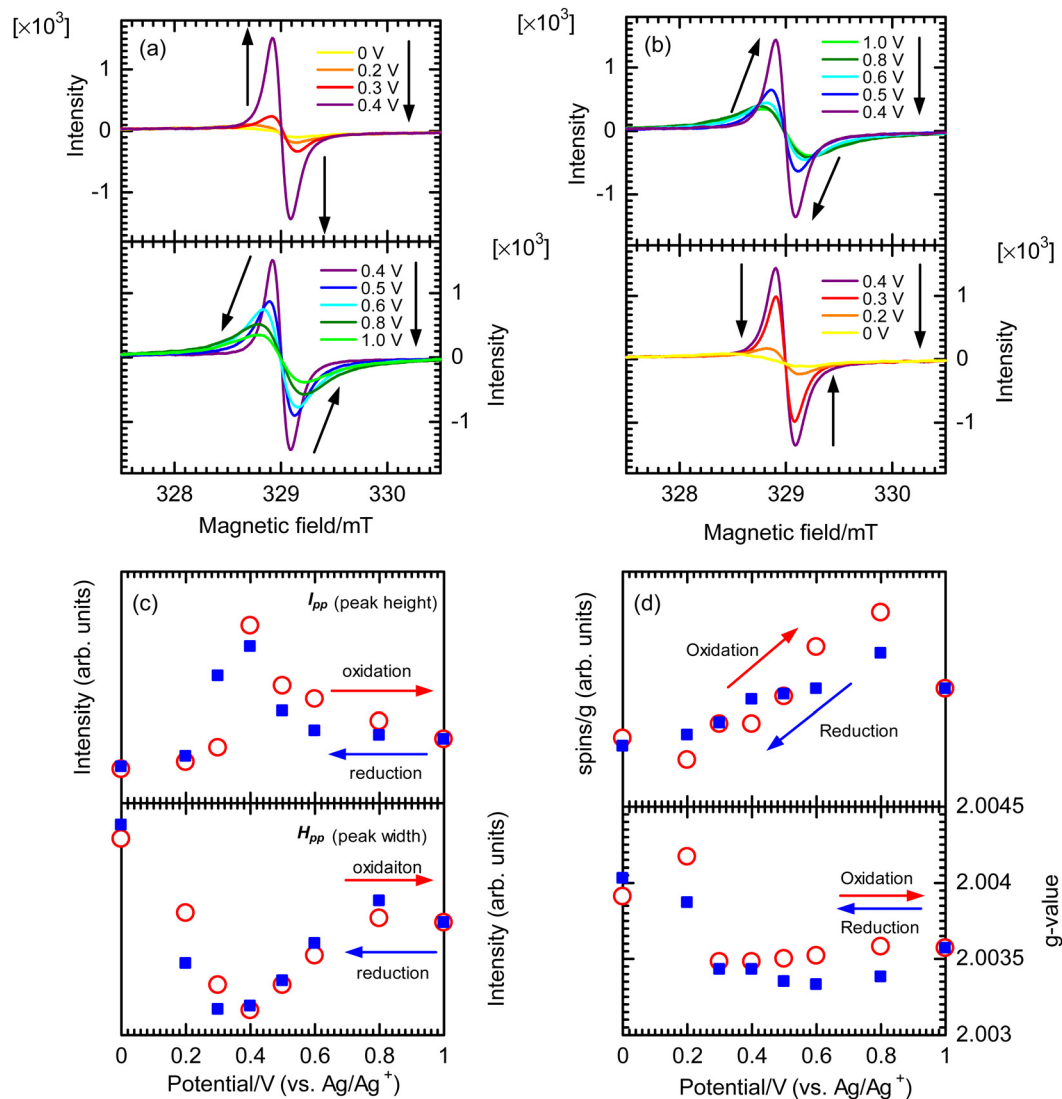 [×10³]
(a)
0 V
0.2 V
0.3 V
0.4 V
1
0
-1
Intensity
[×10³]
0.4 V
0.5 V
0.6 V
0.8 V
1.0 V
1
0
-1
Intensity
328
329
330
Magnetic field/mT
[×10³]
(b)
1.0 V
0.8 V
0.6 V
0.5 V
0.4 V
1
0
-1
Intensity
[×10³]
0.4 V
0.3 V
0.2 V
0 V
1
0
-1
Intensity
328
329
330
Magnetic field/mT
(c)
Ipp (peak height)
oxidation
reduction
Intensity (arb. units)
Hpp (peak width)
oxidaiton
reduction
Intensity (arb. units)
0
0.2
0.4
0.6
0.8
1
Potential/V (vs. Ag/Ag⁺)
(d)
Oxidation
Reduction
spins/g (arb. units)
2.0045
2.004
2.0035
2.003
Oxidation
Reduction
g-value
0
0.2
0.4
0.6
0.8
1
Potential/V (vs. Ag/Ag⁺)